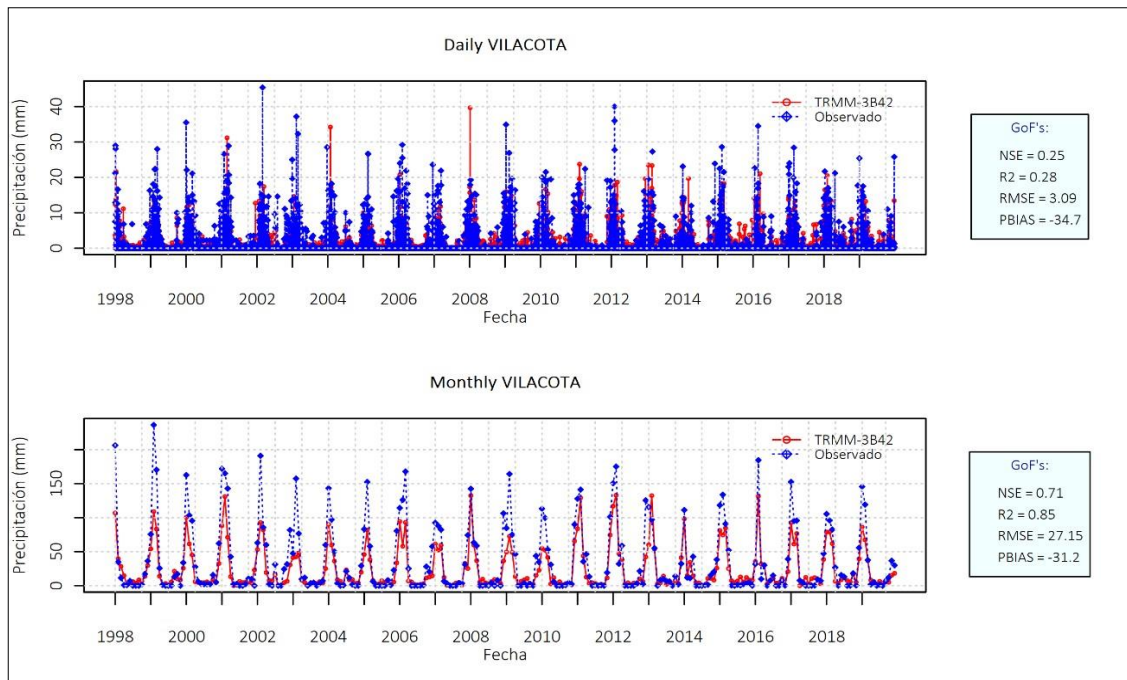 Daily VILACOTA
Precipitación (mm)
40
30
20
10
0
TRMM-3B42
Observado
1998 2000 2002 2004 2006 2008 2010 2012 2014 2016 2018
Fecha
GoF's:
NSE = 0.25
R2 = 0.28
RMSE = 3.09
PBIAS = -34.7
Monthly VILACOTA
Precipitación (mm)
150
50
0
TRMM-3B42
Observado
1998 2000 2002 2004 2006 2008 2010 2012 2014 2016 2018
Fecha
GoF's:
NSE = 0.71
R2 = 0.85
RMSE = 27.15
PBIAS = -31.2